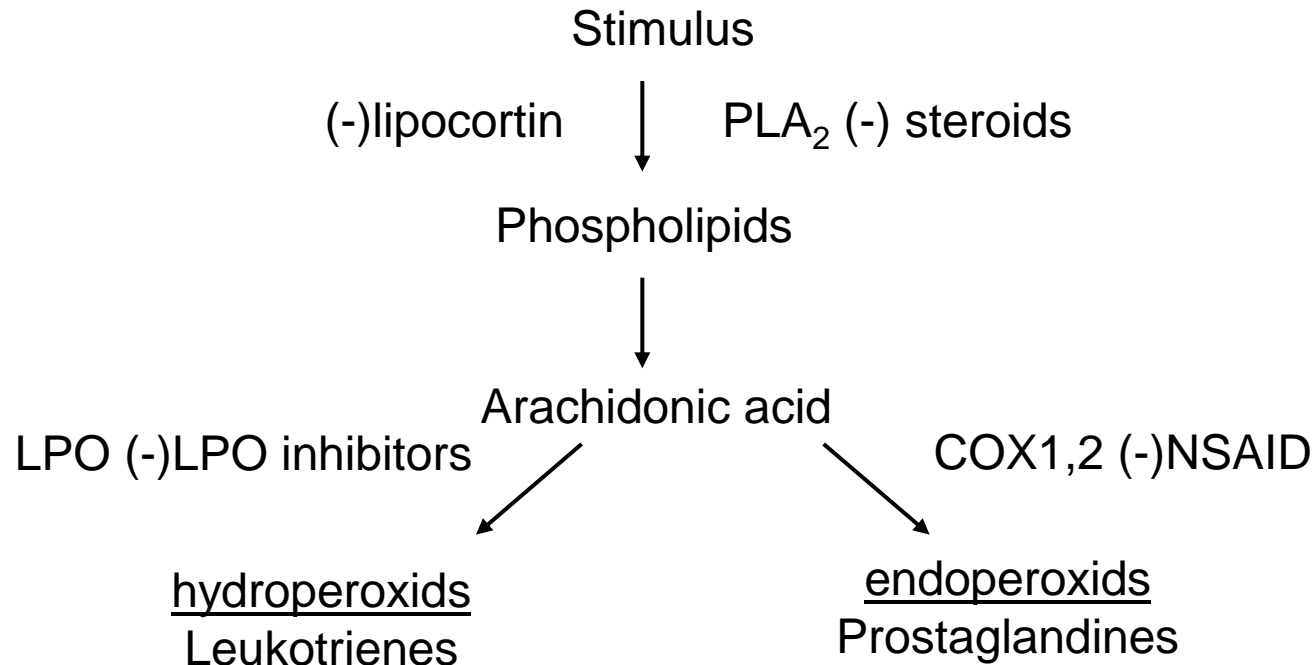 Stimulus
(-)lipocortin PLA₂ (-) steroids
Phospholipids
Arachidonic acid
LPO (-)LPO inhibitors COX1,2 (-)NSAID
hydroperoxids endoperoxids
Leukotrienes Prostaglandines